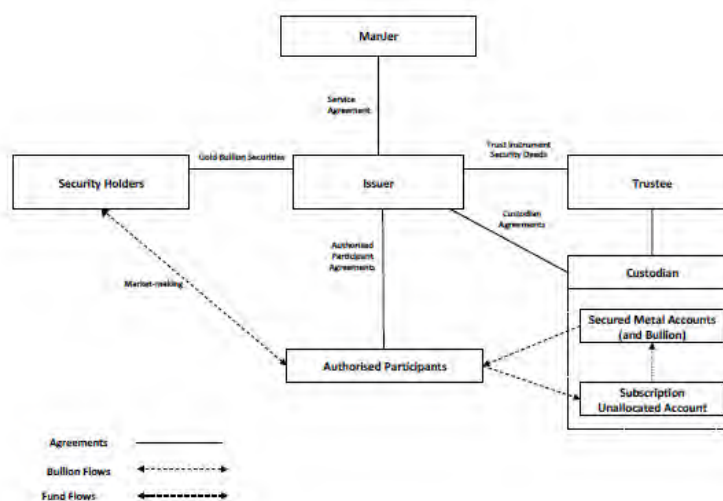 ManJer
Service
Agreement
Gold Bullion Securities
Trust Instrument
Security Deeds
Security Holders
Issuer
Trustee
Custodian
Agreements
Authorised
Participant
Agreements
Market-making
Custodian
Secured Metal Accounts
(and Bullion)
Authorised Participants
Subscription
Unallocated Account
Agreements
Bullion Flows
Fund Flows